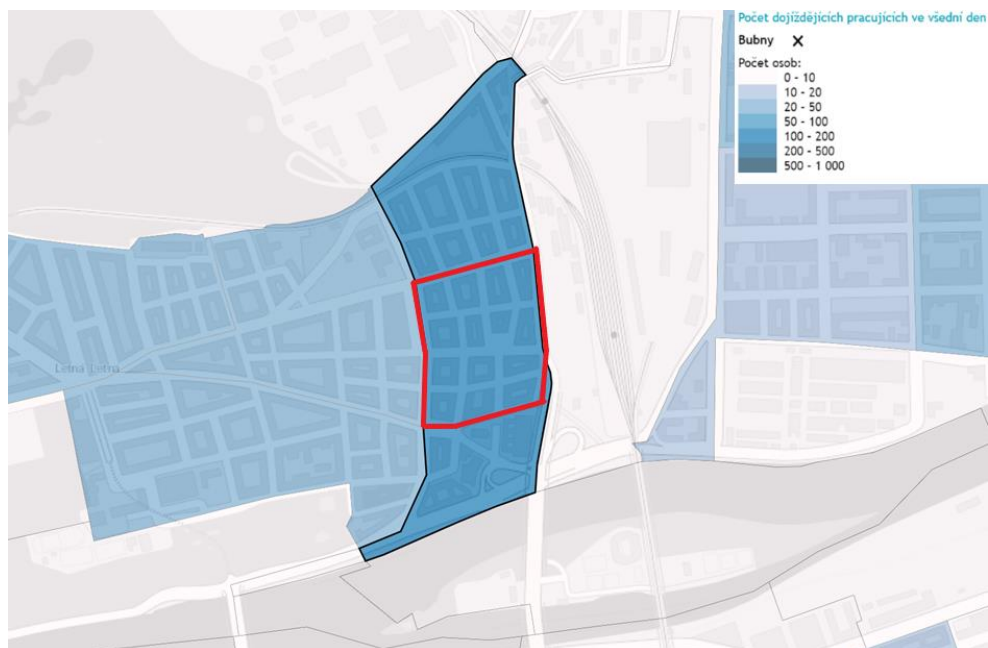 Počet dojíždějících pracujících ve všední den
Bubny X
Počet osob:
0 - 10
10 - 20
20 - 50
50 - 100
100 - 200
200 - 500
500 - 1 000
Letná Letná